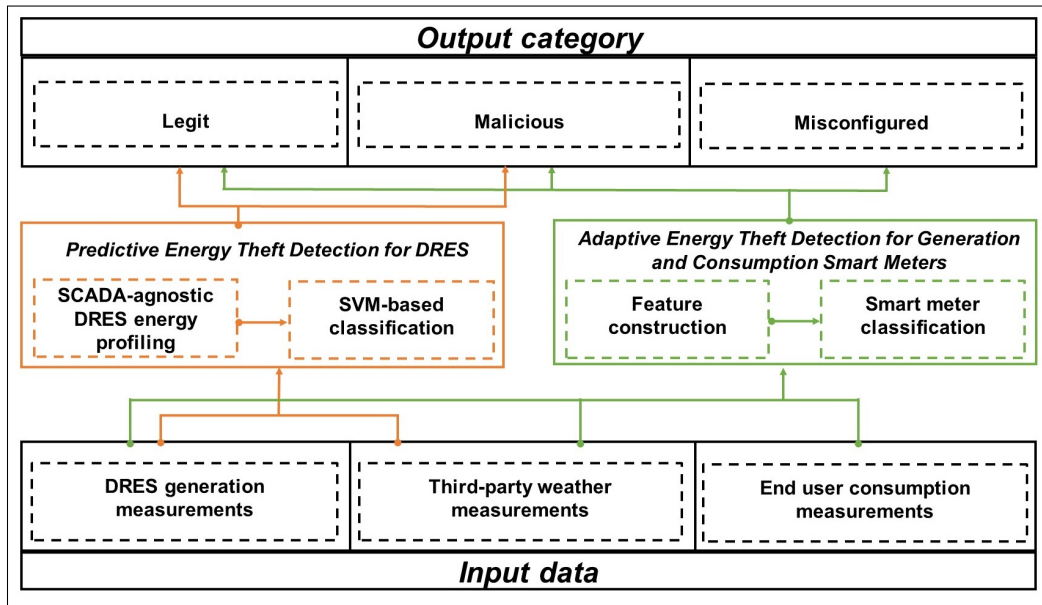 Output category
Legit
Malicious
Misconfigured
Predictive Energy Theft Detection for DRES
SCADA-agnostic
DRES energy
profiling
SVM-based
classification
Adaptive Energy Theft Detection for Generation
and Consumption Smart Meters
Feature
construction
Smart meter
classification
DRES generation
measurements
Third-party weather
measurements
End user consumption
measurements
Input data